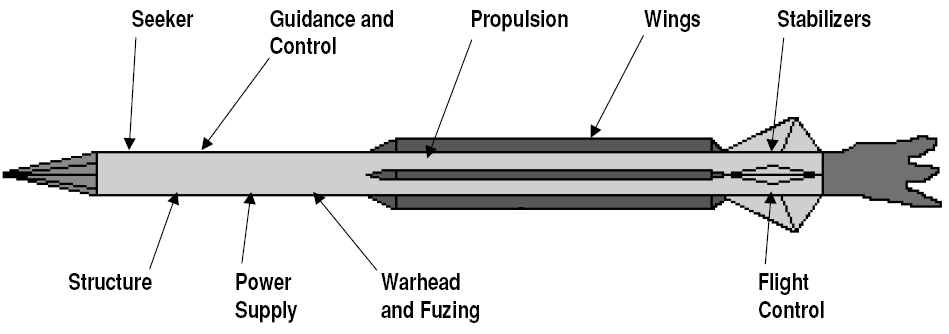 Seeker
Guidance and
Control
Propulsion
Wings
Stabilizers
Structure
Power
Supply
Warhead
and Fuzing
Flight
Control